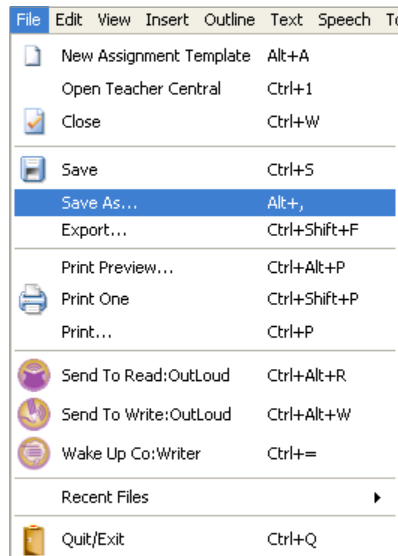 File Edit View Insert Outline Text Speech
New Assignment Template Alt+A
Open Teacher Central Ctrl+1
Close Ctrl+W
Save Ctrl+S
Save As... Alt+,
Export... Ctrl+Shift+F
Print Preview... Ctrl+Alt+P
Print One Ctrl+Shift+P
Print... Ctrl+P
Send To Read:OutLoud Ctrl+Alt+R
Send To Write:OutLoud Ctrl+Alt+W
Wake Up Co:Writer Ctrl+=
Recent Files
Quit/Exit Ctrl+Q